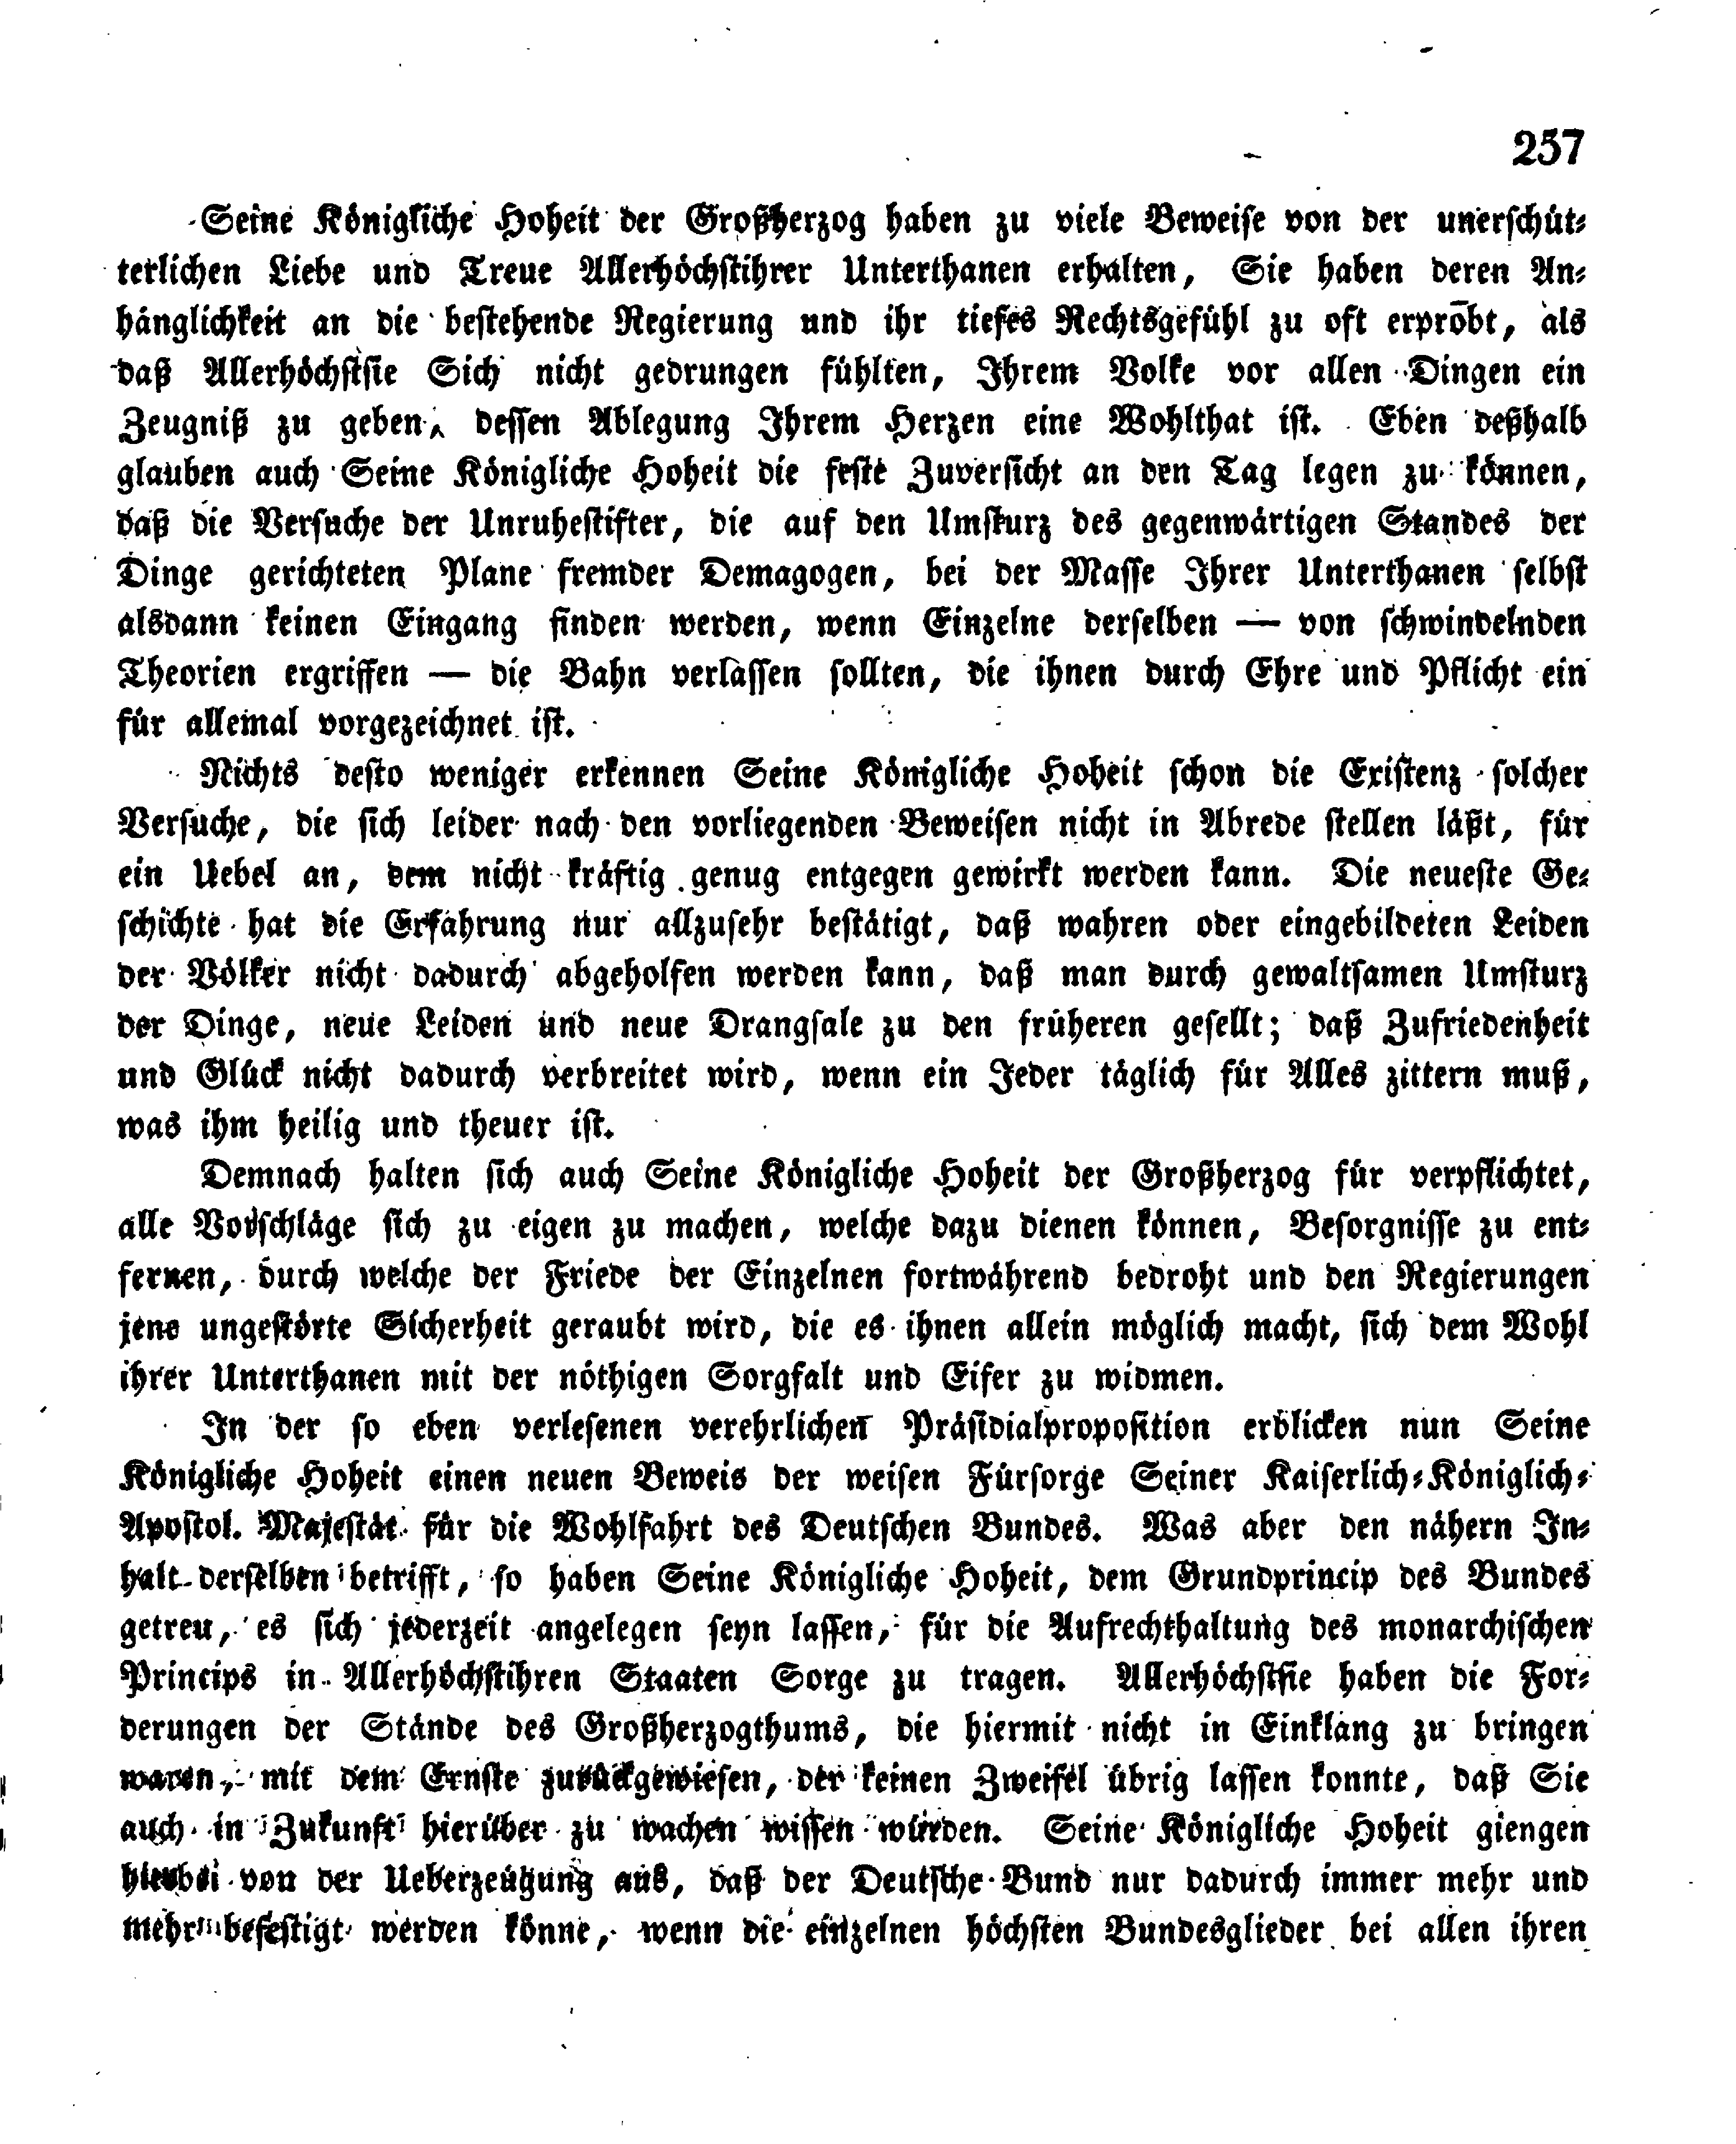 257
Seine Königliche Hoheit der Großherzog haben zu viele Beweise von der unerschüt-
terlichen Liebe und Treue Allerhöchstihrer Unterthanen erhalten, Sie haben deren An-
hänglichkeit an die bestehende Regierung und ihr tiefes Rechtsgefühl zu oft erprobt, als
daß Allerhöchstsie Sich nicht gedrungen fühlten, Ihrem Volke vor allen Dingen ein
Zeugniß zu geben, dessen Ablegung Ihrem Herzen eine Wohlthat ist. Eben deßhalb
glauben auch Seine Königliche Hoheit die feste Zuversicht an den Tag legen zu können,
daß die Versuche der Unruhestifter, die auf den Umsturz des gegenwärtigen Standes der
Dinge gerichteten Plane fremder Demagogen, bei der Masse Ihrer Unterthanen selbst
alsdann keinen Eingang finden werden, wenn Einzelne derselben — von schwindelnden
Theorien ergriffen — die Bahn verlassen sollten, die ihnen durch Ehre und Pflicht ein
für allemal vorgezeichnet ist.
Nichts desto weniger erkennen Seine Königliche Hoheit schon die Existenz solcher
Versuche, die sich leider nach den vorliegenden Beweisen nicht in Abrede stellen läßt, für
ein Uebel an, dem nicht kräftig genug entgegen gewirkt werden kann. Die neueste Ge-
schichte hat die Erfahrung nur allzusehr bestätigt, daß wahren oder eingebildeten Leiden
der Völker nicht dadurch abgeholfen werden kann, daß man durch gewaltsamen Umsturz
der Dinge, neue Leiden und neue Drangsale zu den früheren gesellt; daß Zufriedenheit
und Glück nicht dadurch verbreitet wird, wenn ein Jeder täglich für Alles zittern muß,
was ihm heilig und theuer ist.
Demnach halten sich auch Seine Königliche Hoheit der Großherzog für verpflichtet,
alle Vorschläge sich zu eigen zu machen, welche dazu dienen können, Besorgnisse zu ent-
fernen, durch welche der Friede der Einzelnen fortwährend bedroht und den Regierungen
jene ungestörte Sicherheit geraubt wird, die es ihnen allein möglich macht, sich dem Wohl
ihrer Unterthanen mit der nöthigen Sorgfalt und Eifer zu widmen.
In der so eben verlesenen verehrlichen Präsidialproposition erblicken nun Seine
Königliche Hoheit einen neuen Beweis der weisen Fürsorge Seiner Kaiserlich-Königlich-
Apostol. Majestät für die Wohlfahrt des Deutschen Bundes. Was aber den nähern In-
halt derselben betrifft, so haben Seine Königliche Hoheit, dem Grundprincip des Bundes
getreu, es sich jederzeit angelegen seyn lassen, für die Aufrechthaltung des monarchischen
Princips in Allerhöchstihren Staaten Sorge zu tragen. Allerhöchstsie haben die For-
derungen der Stände des Großherzogthums, die hiermit nicht in Einklang zu bringen
waren, mit dem Ernste zurückgewiesen, der keinen Zweifel übrig lassen konnte, daß Sie
auch in Zukunft hierüber zu wachen wissen würden. Seine Königliche Hoheit giengen
hierbei von der Ueberzeugung aus, daß der Deutsche Bund nur dadurch immer mehr und
mehr befestigt werden könne, wenn die einzelnen höchsten Bundesglieder bei allen ihren